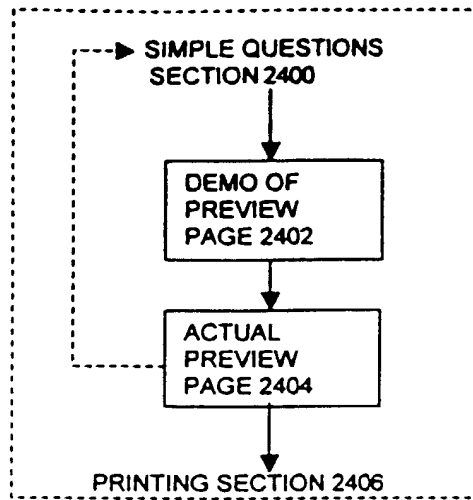 SIMPLE QUESTIONS
SECTION 2400
DEMO OF
PREVIEW
PAGE 2402
ACTUAL
PREVIEW
PAGE 2404
PRINTING SECTION 2406